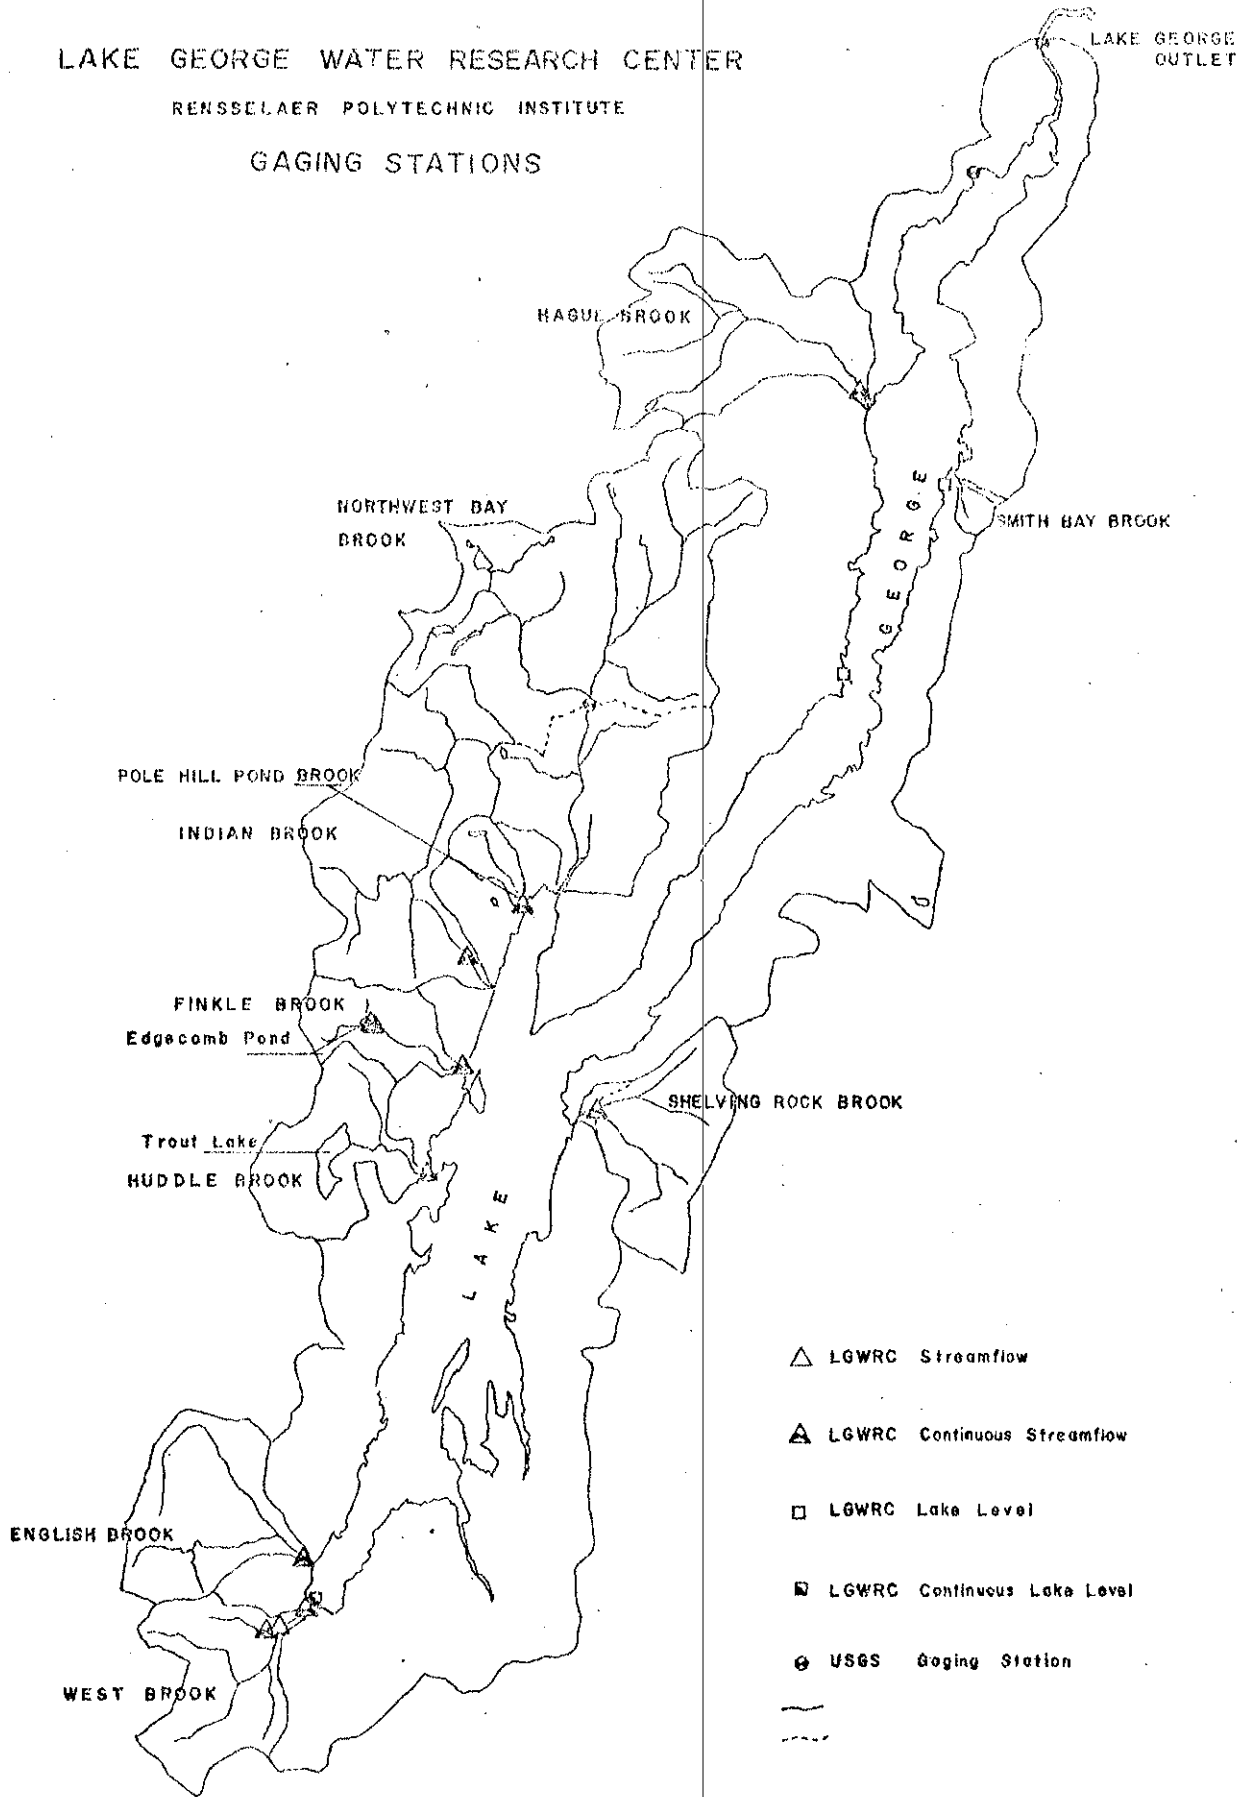 LAKE GEORGE WATER RESEARCH CENTER
RENSSELAER POLYTECHNIC INSTITUTE
GAGING STATIONS
LAKE GEORGE
OUTLET
HAGUE BROOK
NORTHWEST BAY
BROOK
SMITH BAY BROOK
LAKE GEORGE
POLE HILL POND BROOK
INDIAN BROOK
FINKLE BROOK
Edgecomb Pond
SHELVING ROCK BROOK
Trout Lake
HUDDLE BROOK
ENGLISH BROOK
WEST BROOK
LGWRC Streamflow
LGWRC Continuous Streamflow
LGWRC Lake Level
LGWRC Continuous Lake Level
USGS Gaging Station